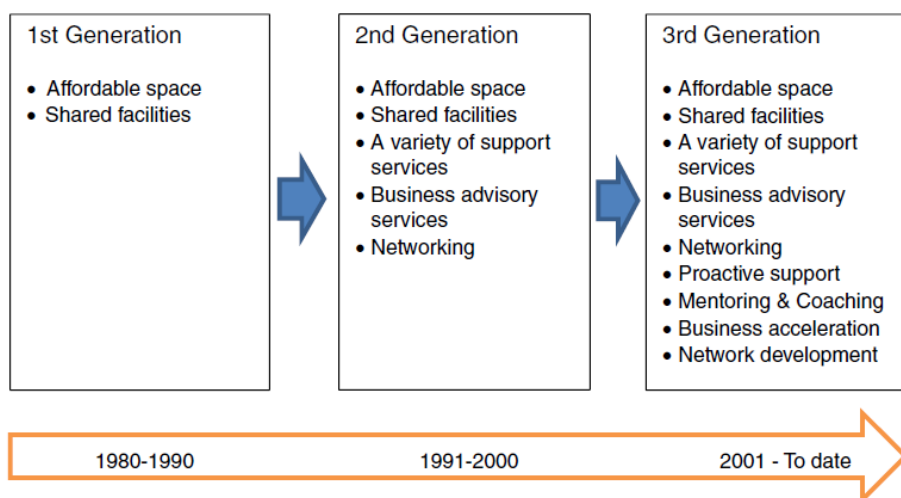 1st Generation
• Affordable space
• Shared facilities
2nd Generation
• Affordable space
• Shared facilities
• A variety of support
services
• Business advisory
services
• Networking
3rd Generation
• Affordable space
• Shared facilities
• A variety of support
services
• Business advisory
services
• Networking
• Proactive support
• Mentoring & Coaching
• Business acceleration
• Network development
1980-1990
1991-2000
2001 - To date